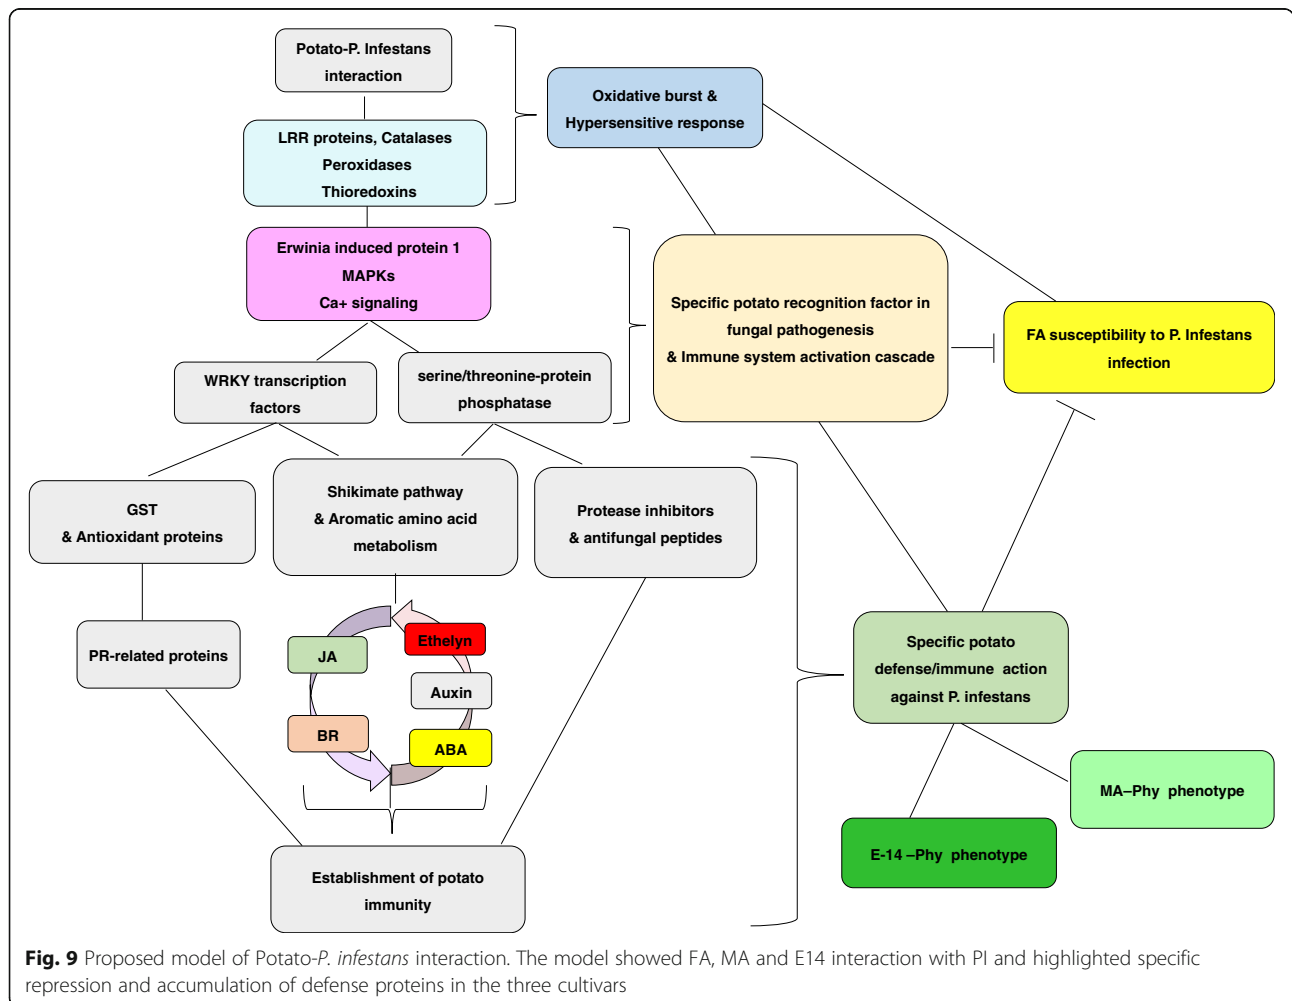 Potato-P. Infestans
interaction
LRR proteins, Catalases
Peroxidases
Thioredoxins
Erwinia induced protein 1
MAPKs
Ca+ signaling
WRKY transcription
factors
serine/threonine-protein
phosphatase
GST
& Antioxidant proteins
Shikimate pathway
& Aromatic amino acid
metabolism
Protease inhibitors
& antifungal peptides
PR-related proteins
JA
Ethelyn
Auxin
BR
ABA
Establishment of potato
immunity
Oxidative burst &
Hypersensitive response
Specific potato recognition factor in
fungal pathogenesis
& Immune system activation cascade
FA susceptibility to P. Infestans
infection
Specific potato
defense/immune action
against P. infestans
MA–Phy phenotype
E-14 –Phy phenotype
Fig. 9 Proposed model of Potato-P. infestans interaction. The model showed FA, MA and E14 interaction with PI and highlighted specific
repression and accumulation of defense proteins in the three cultivars